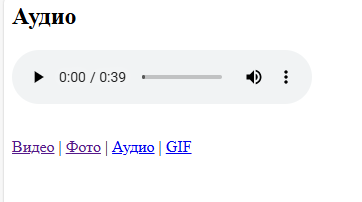 Аудио
0:00 / 0:39
Видео | Фото | Аудио | GIF